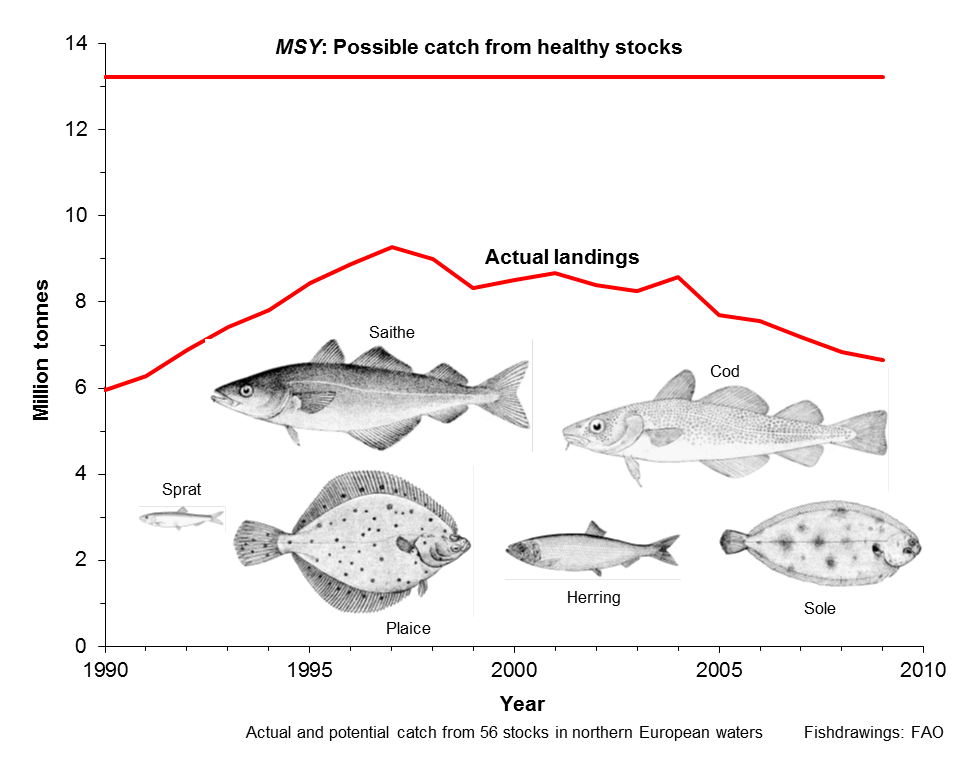 MSY: Possible catch from healthy stocks
14
12
10
8
6
4
2
0
Million tonnes
Actual landings
Saithe
Cod
Sprat
Plaice
Herring
Sole
1990
1995
2000
2005
2010
Year
Actual and potential catch from 56 stocks in northern European waters
Fishdrawings: FAO